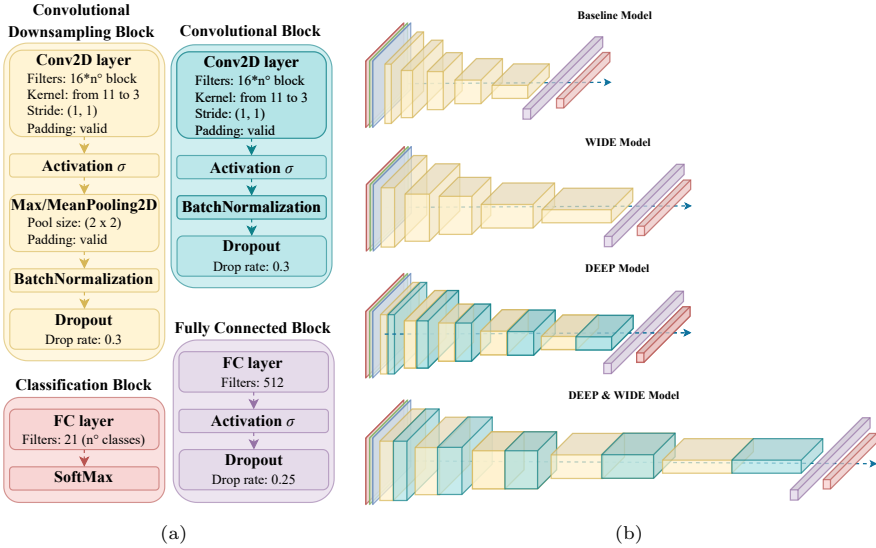 Convolutional
Downsampling Block
Conv2D layer
Filters: 16*n° block
Kernel: from 11 to 3
Stride: (1, 1)
Padding: valid
Activation σ
Max/MeanPooling2D
Pool size: (2 x 2)
Padding: valid
BatchNormalization
Dropout
Drop rate: 0.3
Convolutional Block
Conv2D layer
Filters: 16*n° block
Kernel: from 11 to 3
Stride: (1, 1)
Padding: valid
Activation σ
BatchNormalization
Dropout
Drop rate: 0.3
Classification Block
FC layer
Filters: 21 (n° classes)
SoftMax
Fully Connected Block
FC layer
Filters: 512
Activation σ
Dropout
Drop rate: 0.25
(a)
Baseline Model
WIDE Model
DEEP Model
DEEP & WIDE Model
(b)